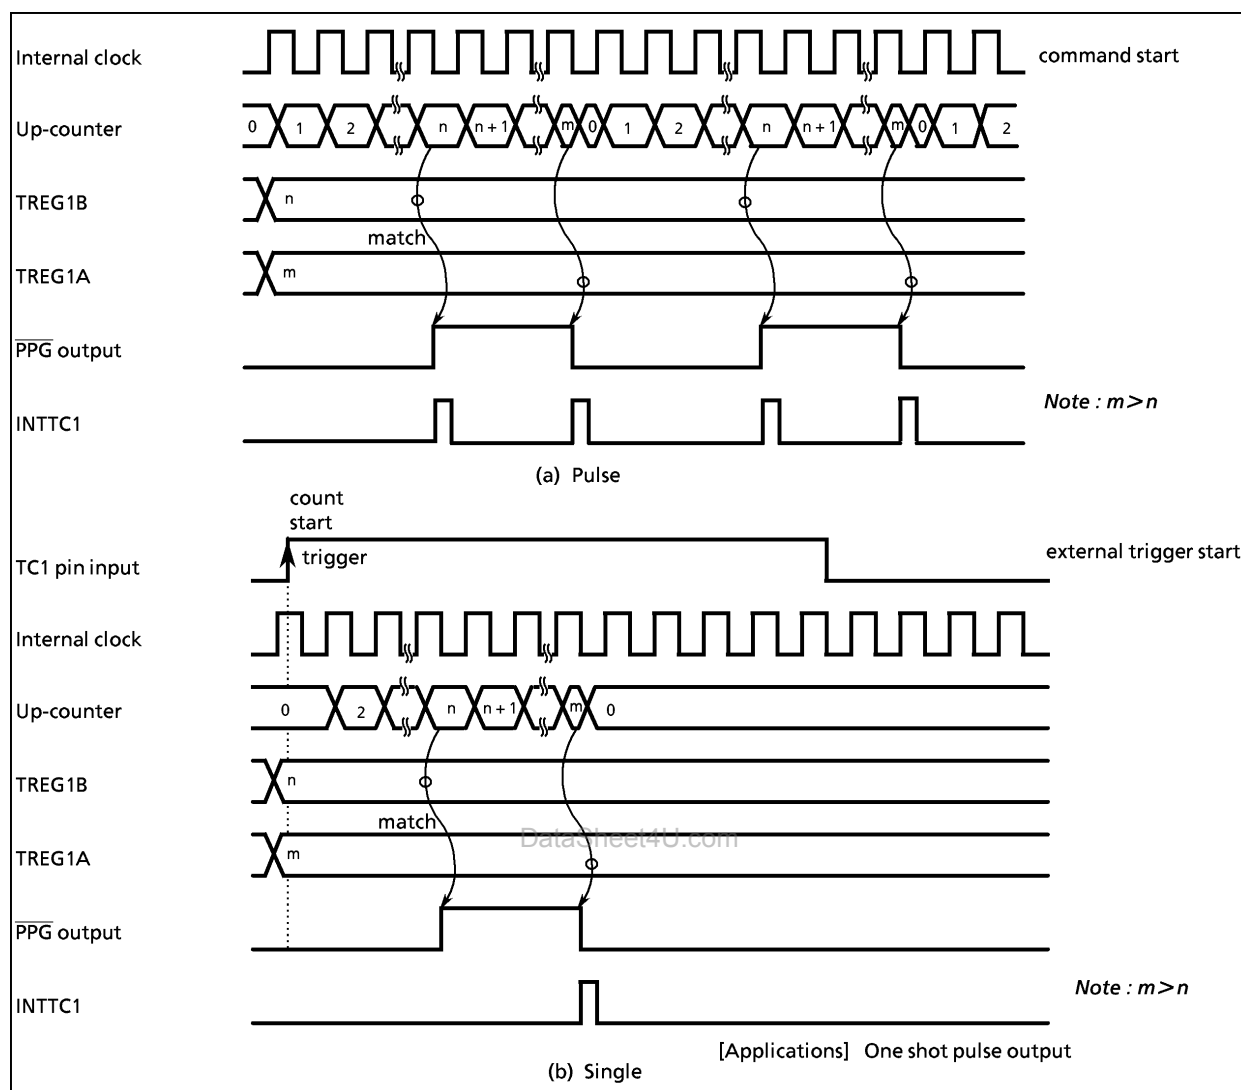 Internal clock
command start
Up-counter
0 1 2 n n+1 m 0 1 2 n n+1 m 0 1 2
TREG1B
n
match
TREG1A
m
PPG output
Note : m>n
INTTC1
(a) Pulse
count
start
trigger
external trigger start
TC1 pin input
Internal clock
Up-counter
0 2 n n+1 m 0
TREG1B
n
match
DataSheet4U.com
TREG1A
m
PPG output
Note : m>n
INTTC1
[Applications] One shot pulse output
(b) Single